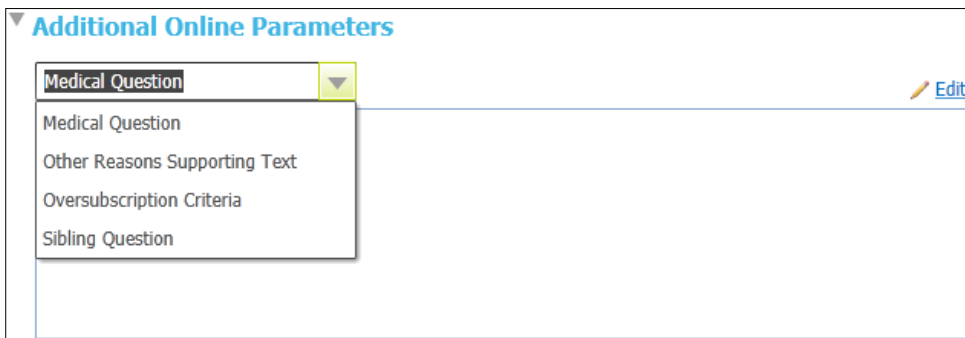 Additional Online Parameters
Medical Question
Edit
Medical Question
Other Reasons Supporting Text
Oversubscription Criteria
Sibling Question